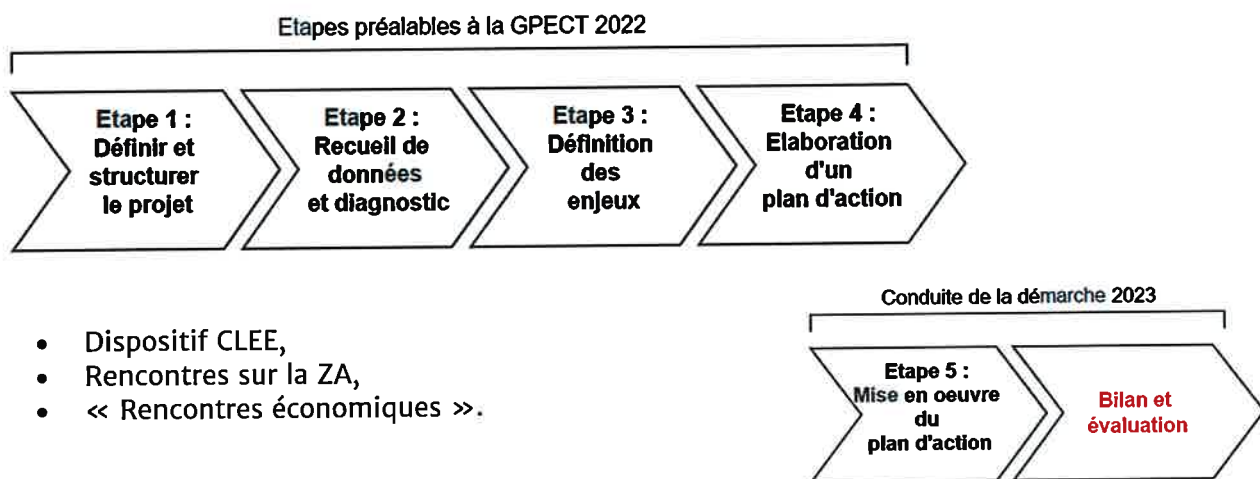 Etapes préalables à la GPECT 2022
Etape 1 :
Définir et
structurer
le projet
Etape 2 :
Recueil de
données
et diagnostic
Etape 3 :
Définition
des
enjeux
Etape 4 :
Elaboration
d'un
plan d'action
Conduite de la démarche 2023
• Dispositif CLEE,
• Rencontres sur la ZA,
• « Rencontres économiques ».
Etape 5 :
Mise en oeuvre
du
plan d'action
Bilan et
évaluation